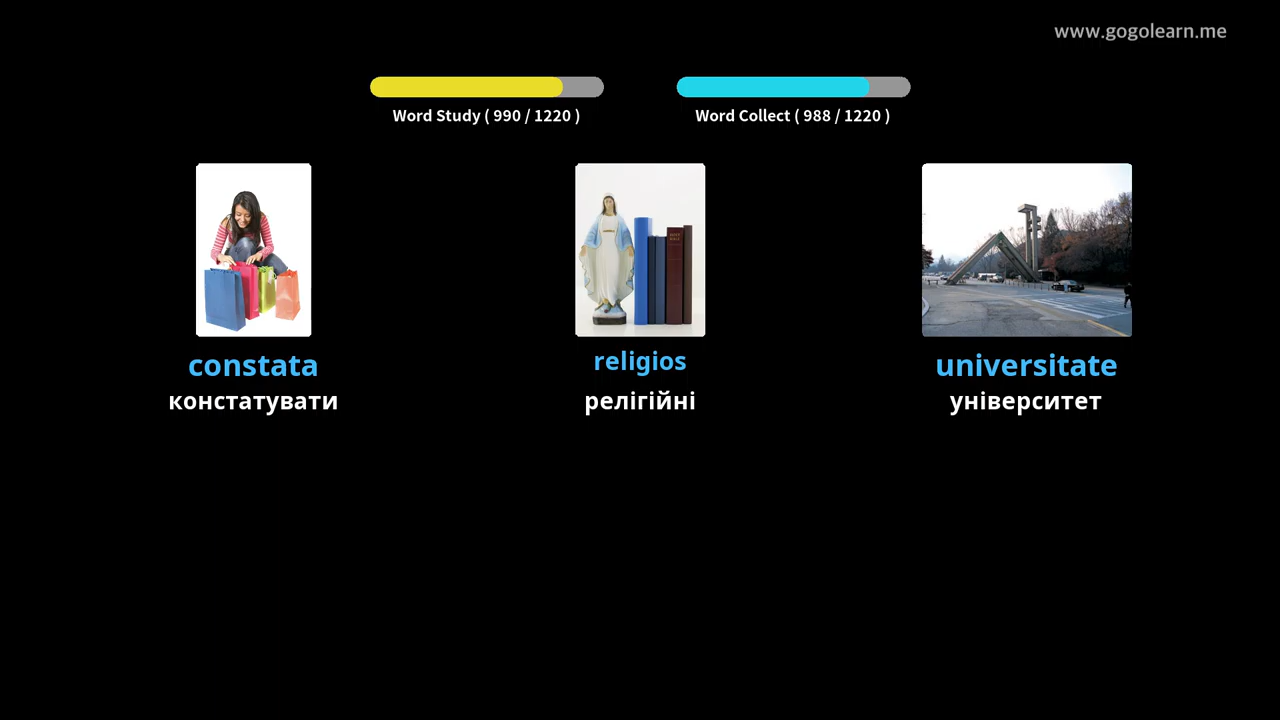 www.gogolearn.me
Word Study ( 990 / 1220 )
Word Collect ( 988 / 1220 )
constata
religios
universitate
констатувати
релігійні
університет